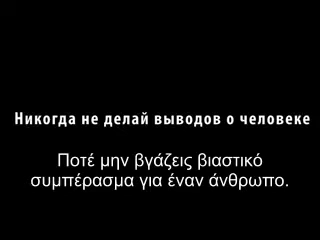 Никогда не делай выводов о человеке
Ποτέ μην βγάζεις βιαστικό
συμπέρασμα για έναν άνθρωπο.